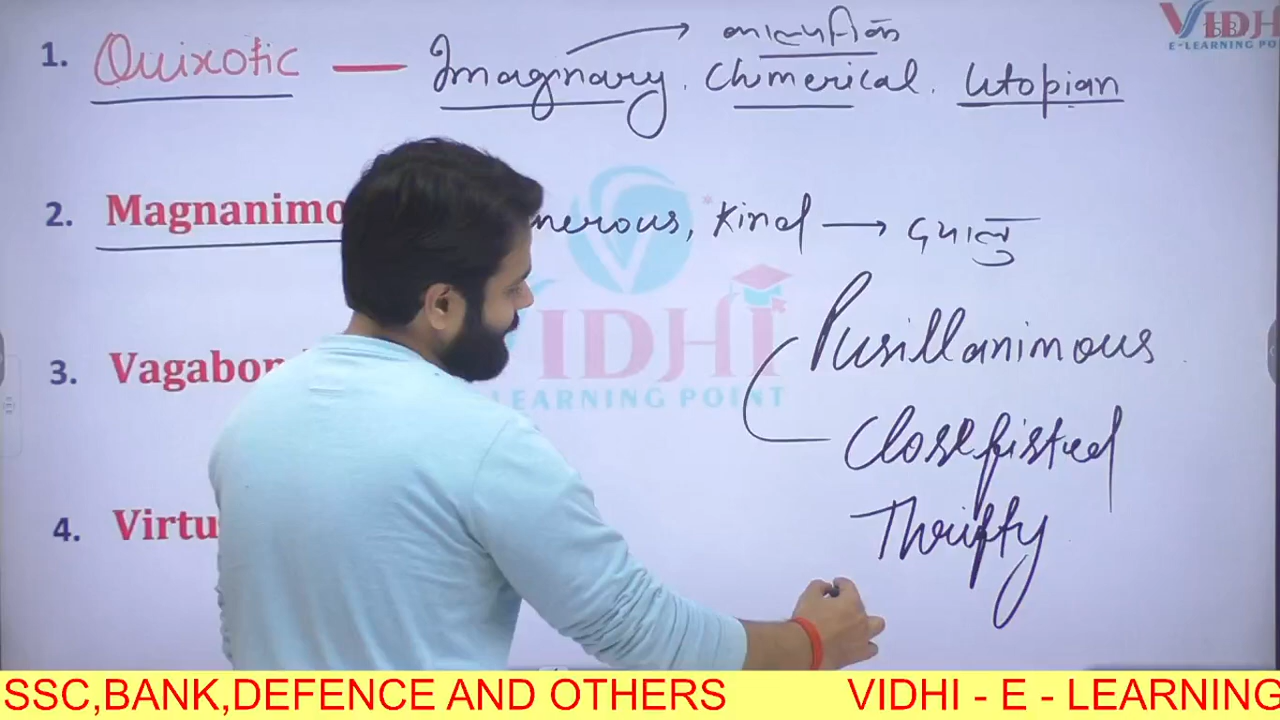 VIDHI
E-LEARNING POI
1. Quixotic — Imaginary. Chimerical. Utopian
काल्पनिक
2. Magnanimo nerous, Kind → दयालु
VIDHI
LEARNING POINT
Pusillanimous
3. Vagabon
Closefisted
Thrifty
4. Virtu
SSC,BANK,DEFENCE AND OTHERS VIDHI - E - LEARNING